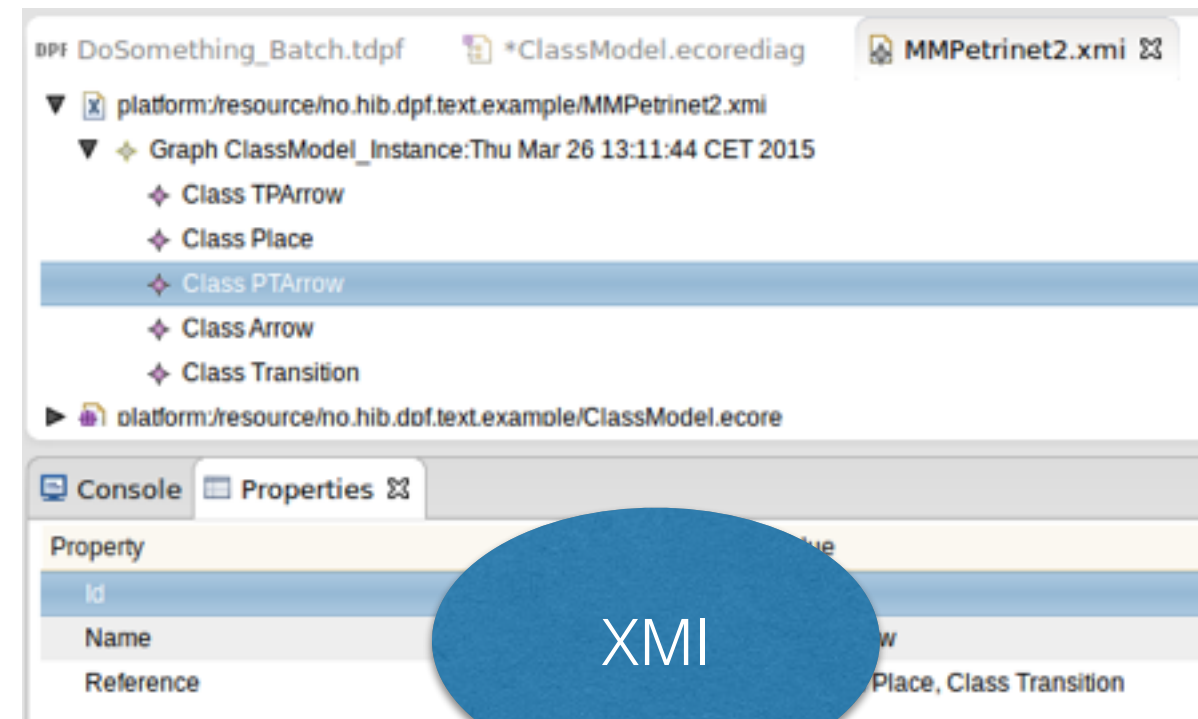 DPF DoSomething_Batch.tdpf *ClassModel.ecorediag MMPetrinet2.xmi
platform:/resource/no.hib.dpf.text.example/MMPetrinet2.xmi
Graph ClassModel_Instance:Thu Mar 26 13:11:44 CET 2015
Class TPArrow
Class Place
Class PTArrow
Class Arrow
Class Transition
platform:/resource/no.hib.dpf.text.example/ClassModel.ecore
Console Properties
Property
Id
Name
XMI
Reference Place, Class Transition